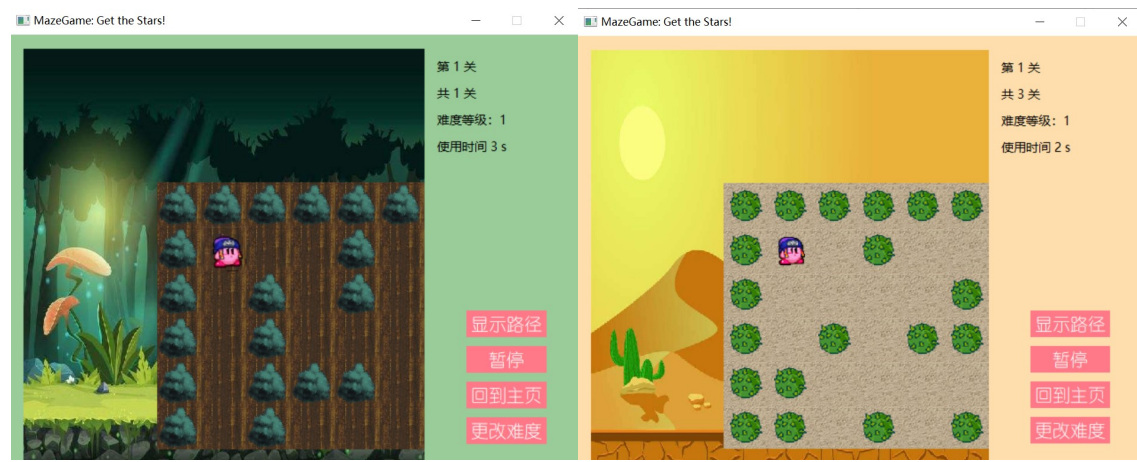 MazeGame: Get the Stars!
第 1 关
共 1 关
难度等级：1
使用时间 3 s
显示路径
暂停
回到主页
更改难度
MazeGame: Get the Stars!
第 1 关
共 3 关
难度等级：1
使用时间 2 s
显示路径
暂停
回到主页
更改难度